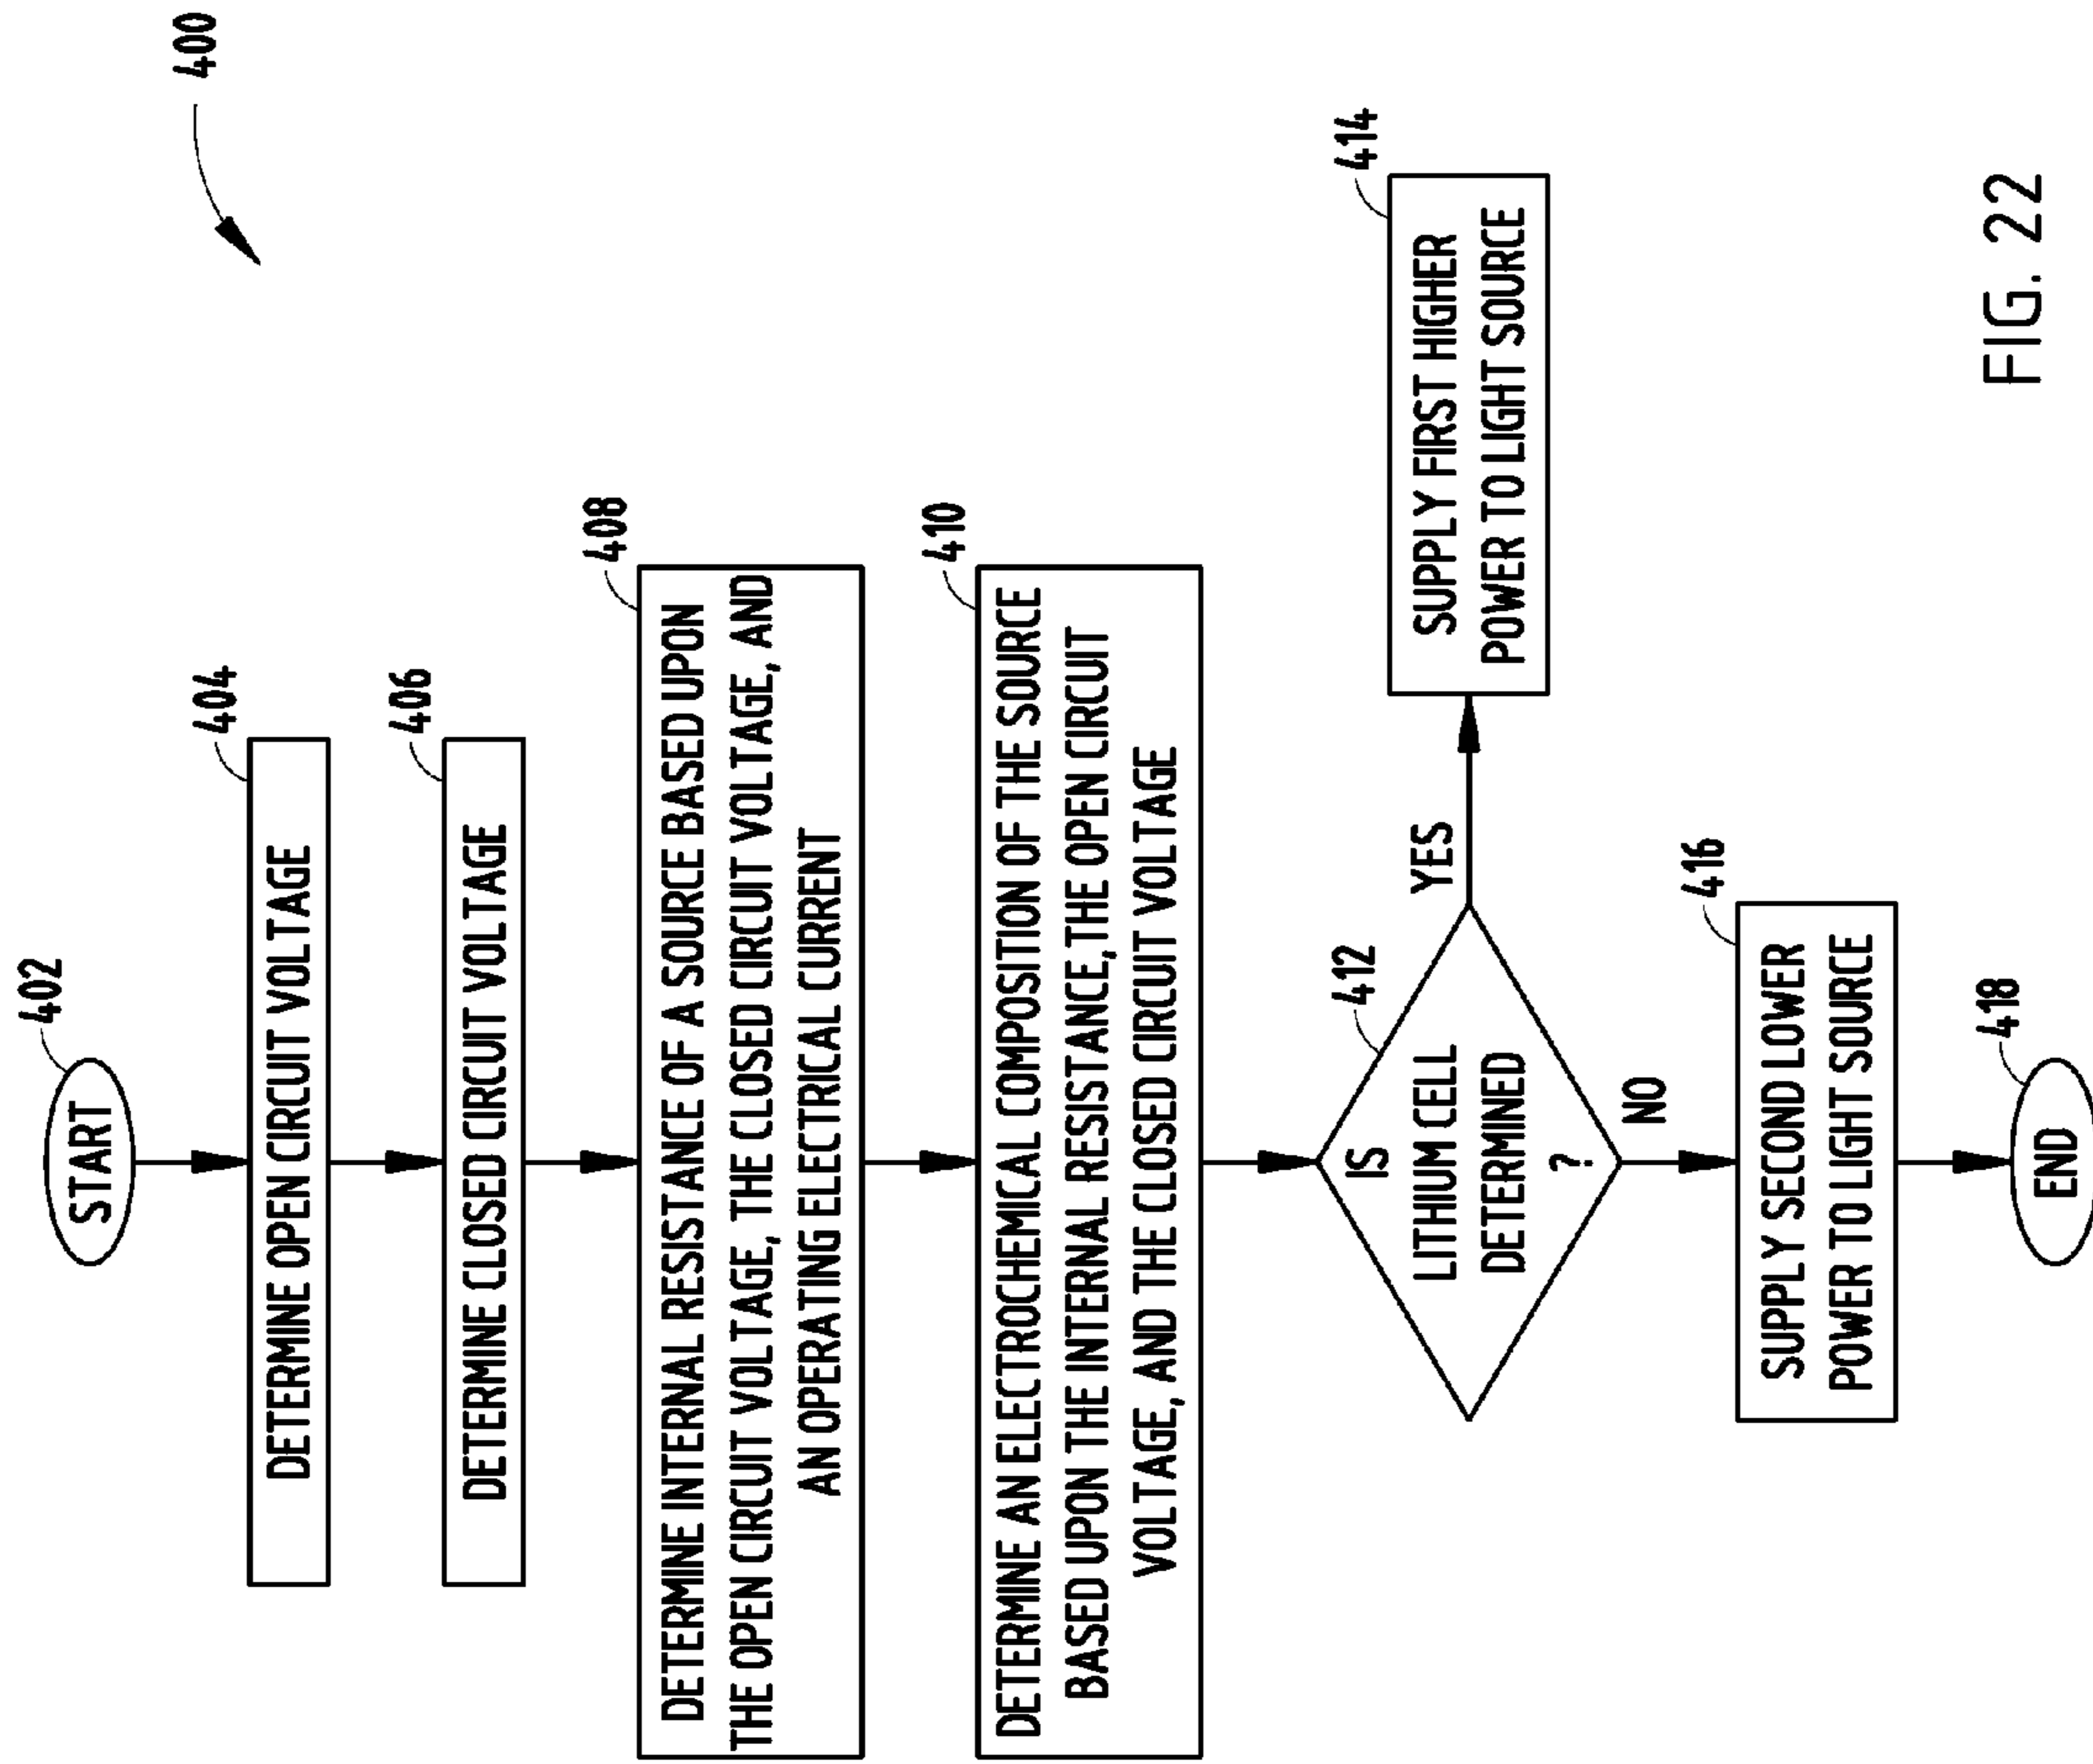 400
402
START
404
DETERMINE OPEN CIRCUIT VOLTAGE
406
DETERMINE CLOSED CIRCUIT VOLTAGE
408
DETERMINE INTERNAL RESISTANCE OF A SOURCE BASED UPON
THE OPEN CIRCUIT VOLTAGE, THE CLOSED CIRCUIT VOLTAGE, AND
AN OPERATING ELECTRICAL CURRENT
410
DETERMINE AN ELECTROCHEMICAL COMPOSITION OF THE SOURCE
BASED UPON THE INTERNAL RESISTANCE, THE OPEN CIRCUIT
VOLTAGE, AND THE CLOSED CIRCUIT VOLTAGE
412
IS
LITHIUM CELL
DETERMINED
?
YES
414
SUPPLY FIRST HIGHER
POWER TO LIGHT SOURCE
NO
416
SUPPLY SECOND LOWER
POWER TO LIGHT SOURCE
418
END
FIG. 22